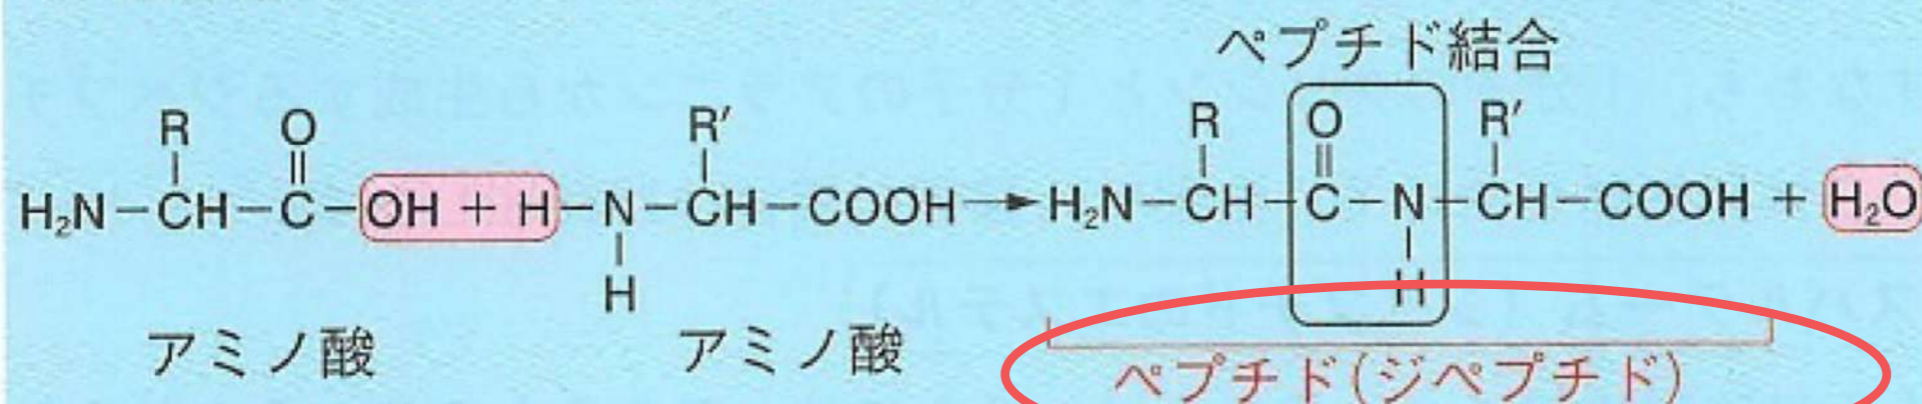 ペプチド結合
R O R′ R O R′
H₂N−CH−C−OH + H−N−CH−COOH→H₂N−CH−C−N−CH−COOH + H₂O
H H
アミノ酸 アミノ酸 ペプチド(ジペプチド)